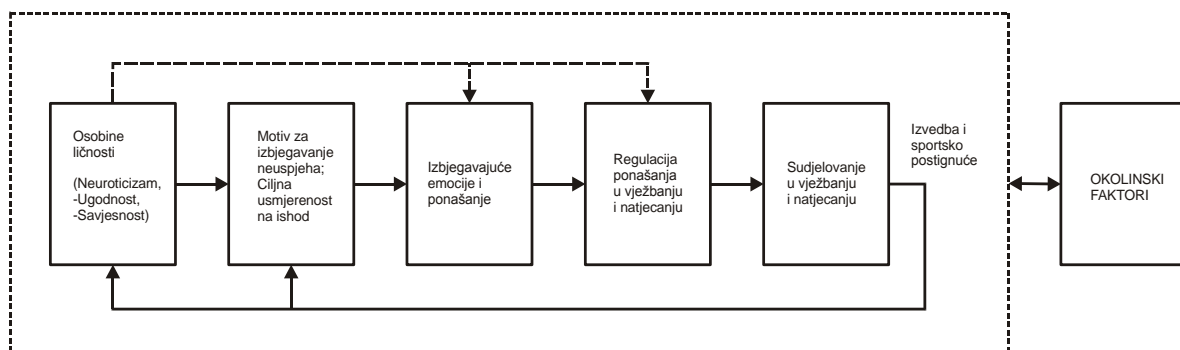 Osobine
ličnosti
(Neuroticizam,
-Ugodnost,
-Savjesnost)
Motiv za
izbjegavanje
neuspjeha;
Ciljna
usmjerenost
na ishod
Izbjegavajuće
emocije i
ponašanje
Regulacija
ponašanja
u vježbanju
i natjecanju
Sudjelovanje
u vježbanju
i natjecanju
Izvedba i
sportsko
postignuće
OKOLINSKI
FAKTORI